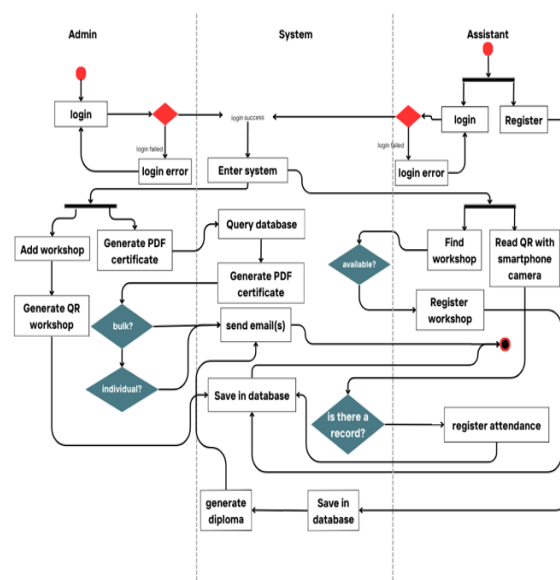 Admin
System
Assistant
login
login success
login
Register
login failed
login error
Enter system
login failed
login error
Add workshop
Generate PDF
certificate
Query database
available?
Find
workshop
Read QR with
smartphone
camera
Generate QR
workshop
bulk?
Generate PDF
certificate
Register
workshop
send email(s)
individual?
Save in database
is there a
record?
register attendance
generate
diploma
Save in
database